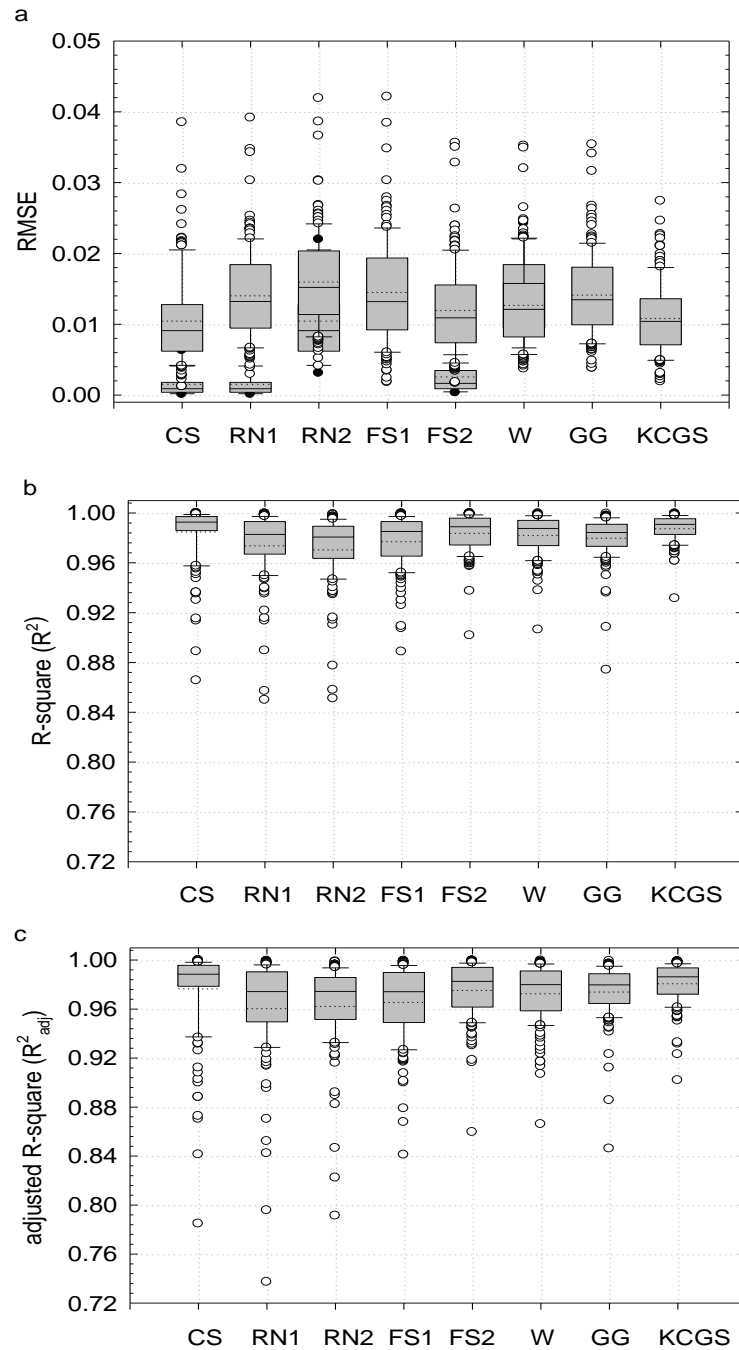 a
0.05
0.04
0.03
0.02
0.01
0.00
RMSE
CS RN1 RN2 FS1 FS2 W GG KCGS
b
1.00
0.96
0.92
0.88
0.84
0.80
0.76
0.72
R-square (R²)
CS RN1 RN2 FS1 FS2 W GG KCGS
c
1.00
0.96
0.92
0.88
0.84
0.80
0.76
0.72
adjusted R-square (R²adj)
CS RN1 RN2 FS1 FS2 W GG KCGS